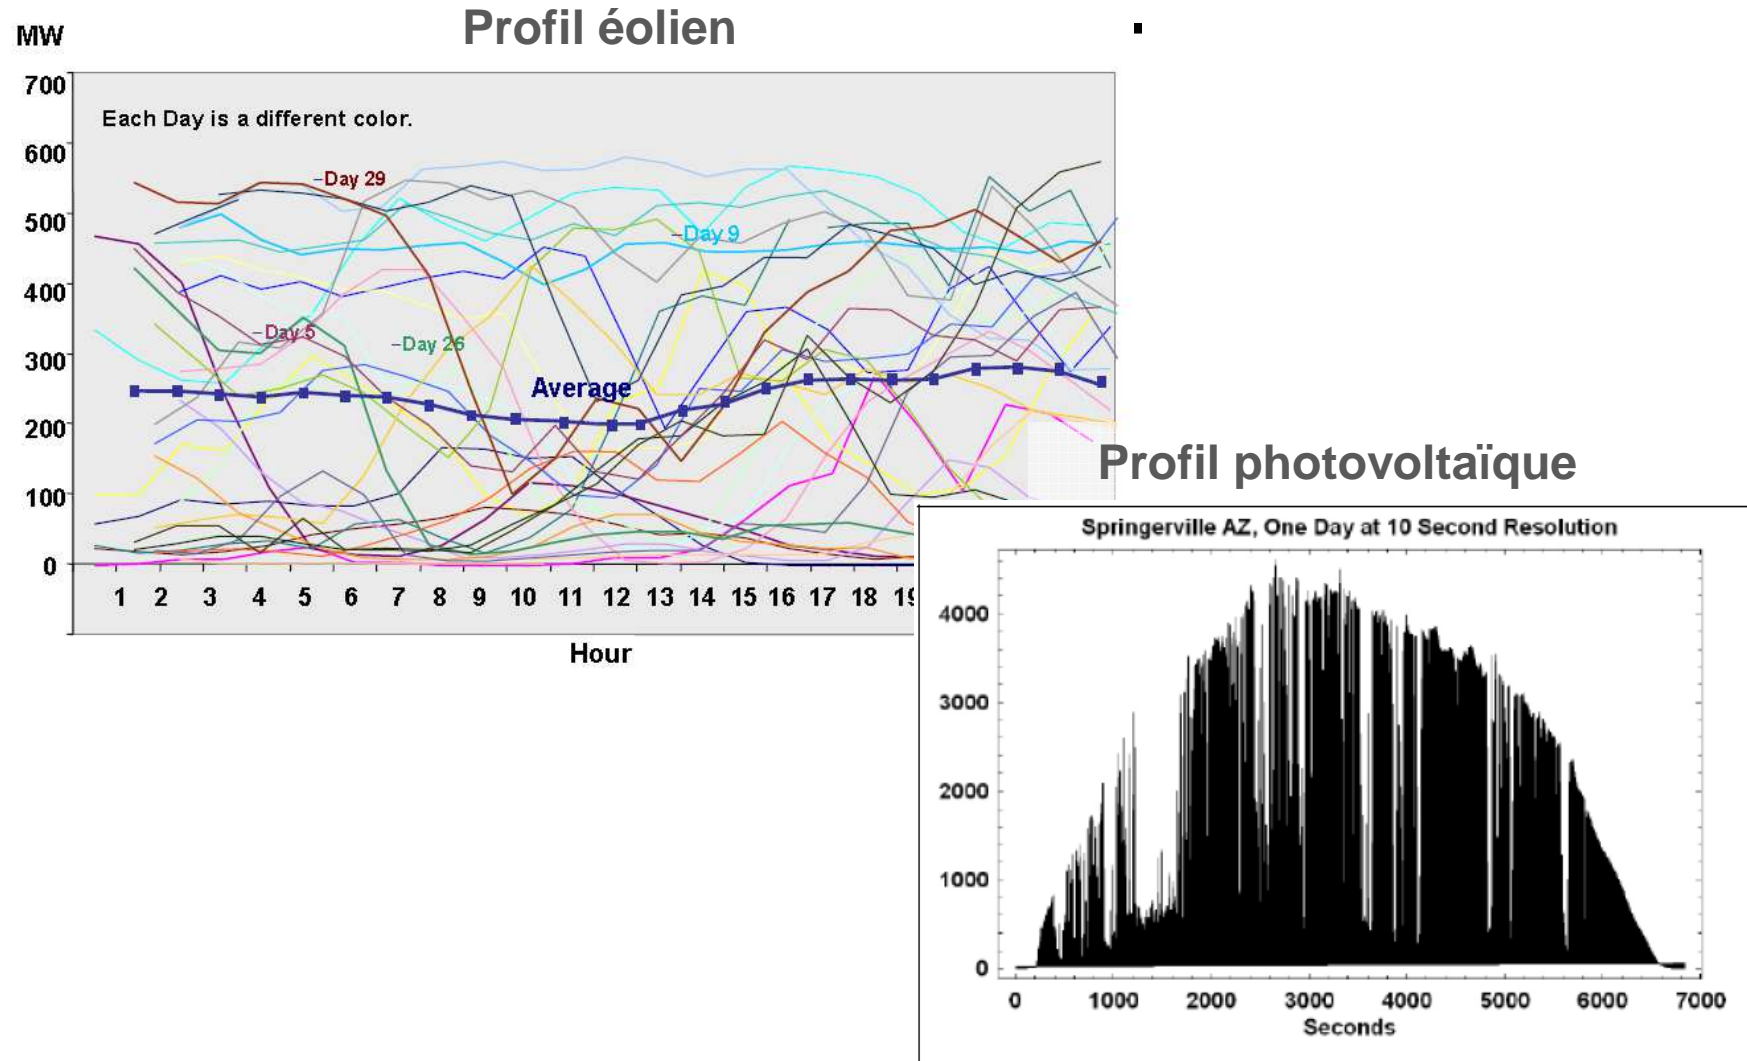 Profil éolien
MW
700
Each Day is a different color.
600
–Day 29
500
–Day 9
400
–Day 5
–Day 26
300
Average
200
100
0
1 2 3 4 5 6 7 8 9 10 11 12 13 14 15 16 17 18 19
Hour
Profil photovoltaïque
Springerville AZ, One Day at 10 Second Resolution
4000
3000
2000
1000
0
0 1000 2000 3000 4000 5000 6000 7000
Seconds